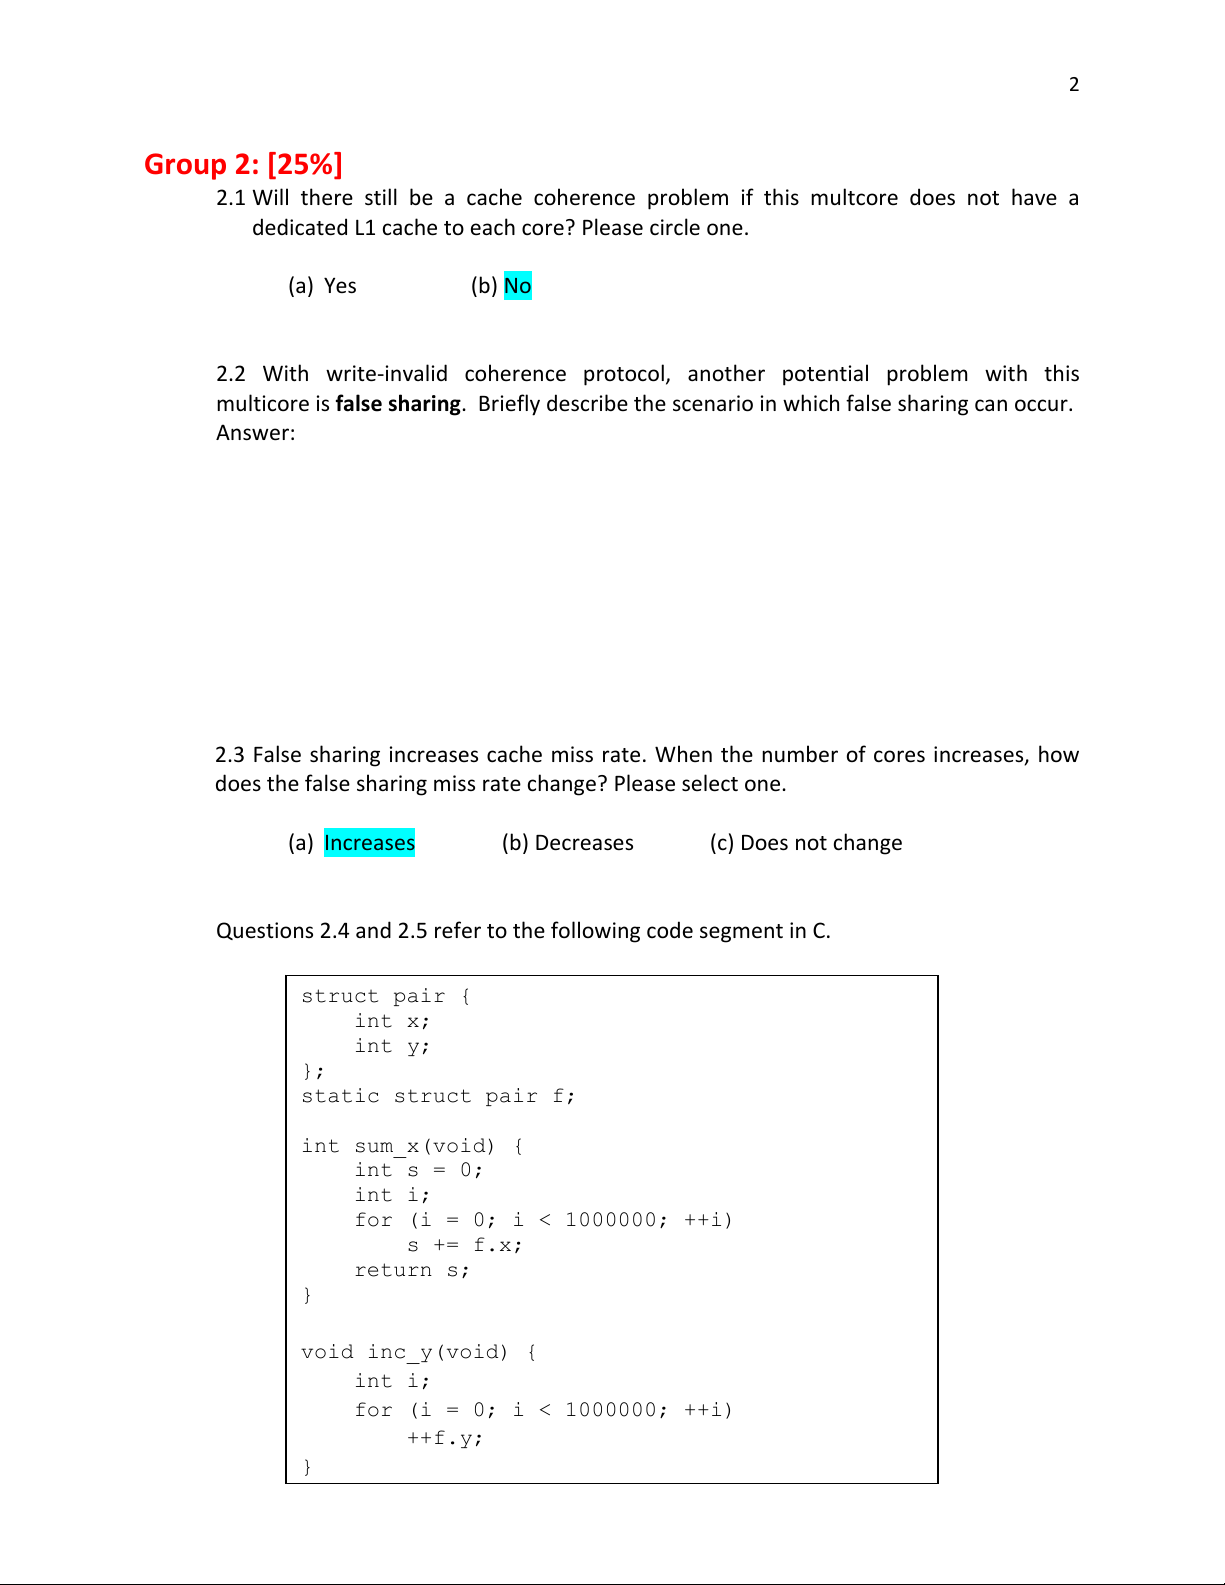 2
Group 2: [25%]
2.1 Will there still be a cache coherence problem if this multcore does not have a
dedicated L1 cache to each core? Please circle one.
(a) Yes (b) No
2.2 With write-invalid coherence protocol, another potential problem with this
multicore is false sharing. Briefly describe the scenario in which false sharing can occur.
Answer:
2.3 False sharing increases cache miss rate. When the number of cores increases, how
does the false sharing miss rate change? Please select one.
(a) Increases (b) Decreases (c) Does not change
Questions 2.4 and 2.5 refer to the following code segment in C.
struct pair {
    int x;
    int y;
};
static struct pair f;
int sum_x(void) {
    int s = 0;
    int i;
    for (i = 0; i < 1000000; ++i)
        s += f.x;
    return s;
}
void inc_y(void) {
    int i;
    for (i = 0; i < 1000000; ++i)
        ++f.y;
}